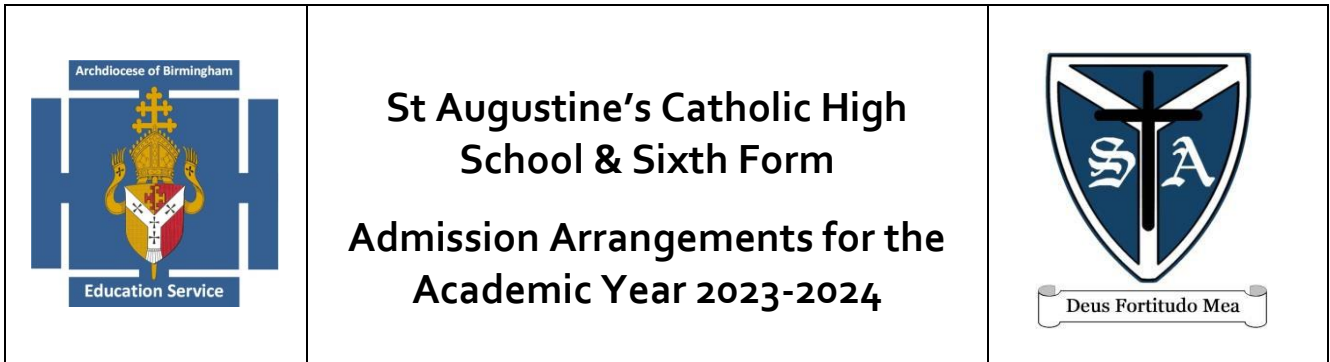 Archdiocese of Birmingham
Education Service
St Augustine’s Catholic High
School & Sixth Form
Admission Arrangements for the
Academic Year 2023-2024
S A
Deus Fortitudo Mea